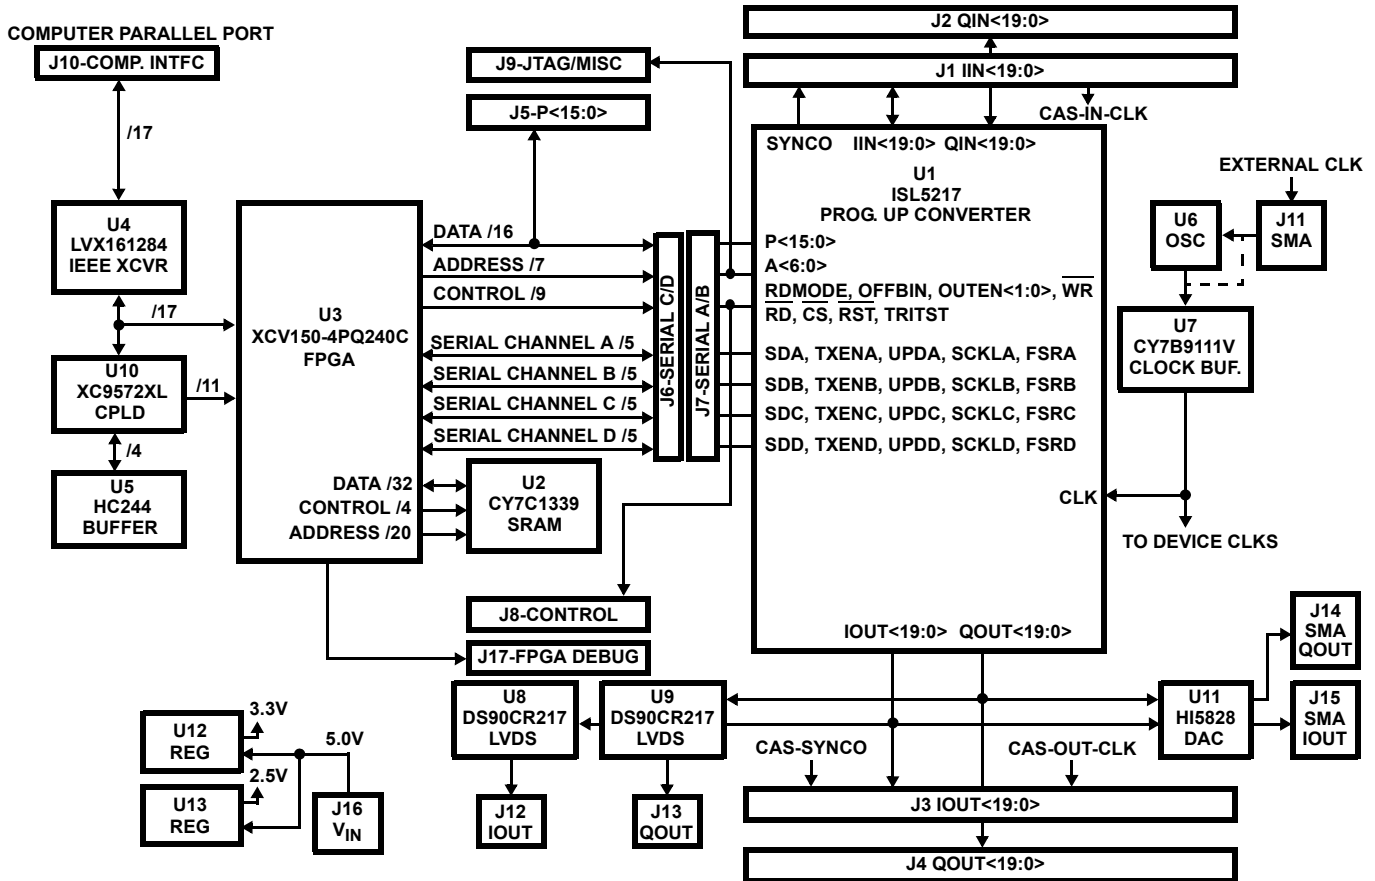 COMPUTER PARALLEL PORT
J10-COMP. INTFC
/17
U4
LVX161284
IEEE XCVR
/17
U10
XC9572XL
CPLD
/11
/4
U5
HC244
BUFFER
U3
XCV150-4PQ240C
FPGA
J9-JTAG/MISC
J5-P<15:0>
DATA /16
ADDRESS /7
CONTROL /9
SERIAL CHANNEL A /5
SERIAL CHANNEL B /5
SERIAL CHANNEL C /5
SERIAL CHANNEL D /5
DATA /32
CONTROL /4
ADDRESS /20
U2
CY7C1339
SRAM
J6-SERIAL C/D
J7-SERIAL A/B
J8-CONTROL
J17-FPGA DEBUG
J2 QIN<19:0>
J1 IIN<19:0>
CAS-IN-CLK
SYNCO IIN<19:0> QIN<19:0>
U1
ISL5217
PROG. UP CONVERTER
P<15:0>
A<6:0>
RDMODE, OFFBIN, OUTEN<1:0>, WR
RD, CS, RST, TRITST
SDA, TXENA, UPDA, SCKLA, FSRA
SDB, TXENB, UPDB, SCKLB, FSRB
SDC, TXENC, UPDC, SCKLC, FSRC
SDD, TXEND, UPDD, SCKLD, FSRD
CLK
IOUT<19:0> QOUT<19:0>
EXTERNAL CLK
U6
OSC
J11
SMA
U7
CY7B9111V
CLOCK BUF.
TO DEVICE CLKS
U8
DS90CR217
LVDS
U9
DS90CR217
LVDS
U11
HI5828
DAC
J14
SMA
QOUT
J15
SMA
IOUT
J12
IOUT
J13
QOUT
CAS-SYNCO
CAS-OUT-CLK
J3 IOUT<19:0>
J4 QOUT<19:0>
U12
REG
3.3V
5.0V
U13
REG
2.5V
J16
VIN